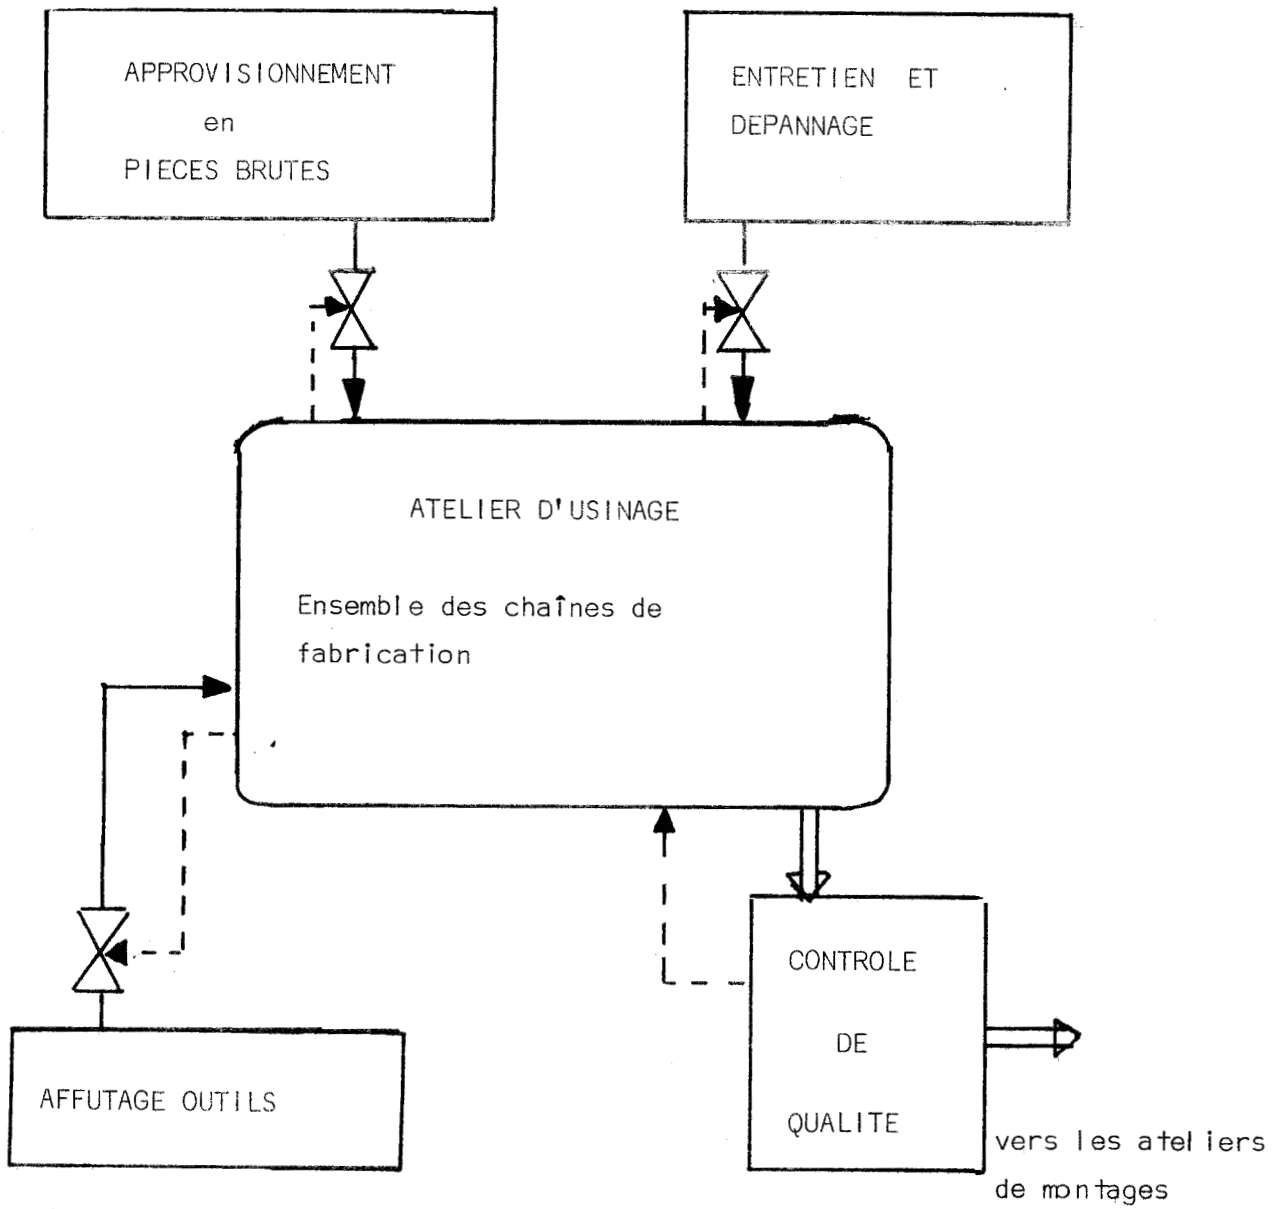 APPROVISIONNEMENT
en
PIECES BRUTES
ENTRETIEN ET
DEPANNAGE
ATELIER D'USINAGE
Ensemble des chaînes de
fabrication
AFFUTAGE OUTILS
CONTROLE
DE
QUALITE
vers les ateliers
de montages